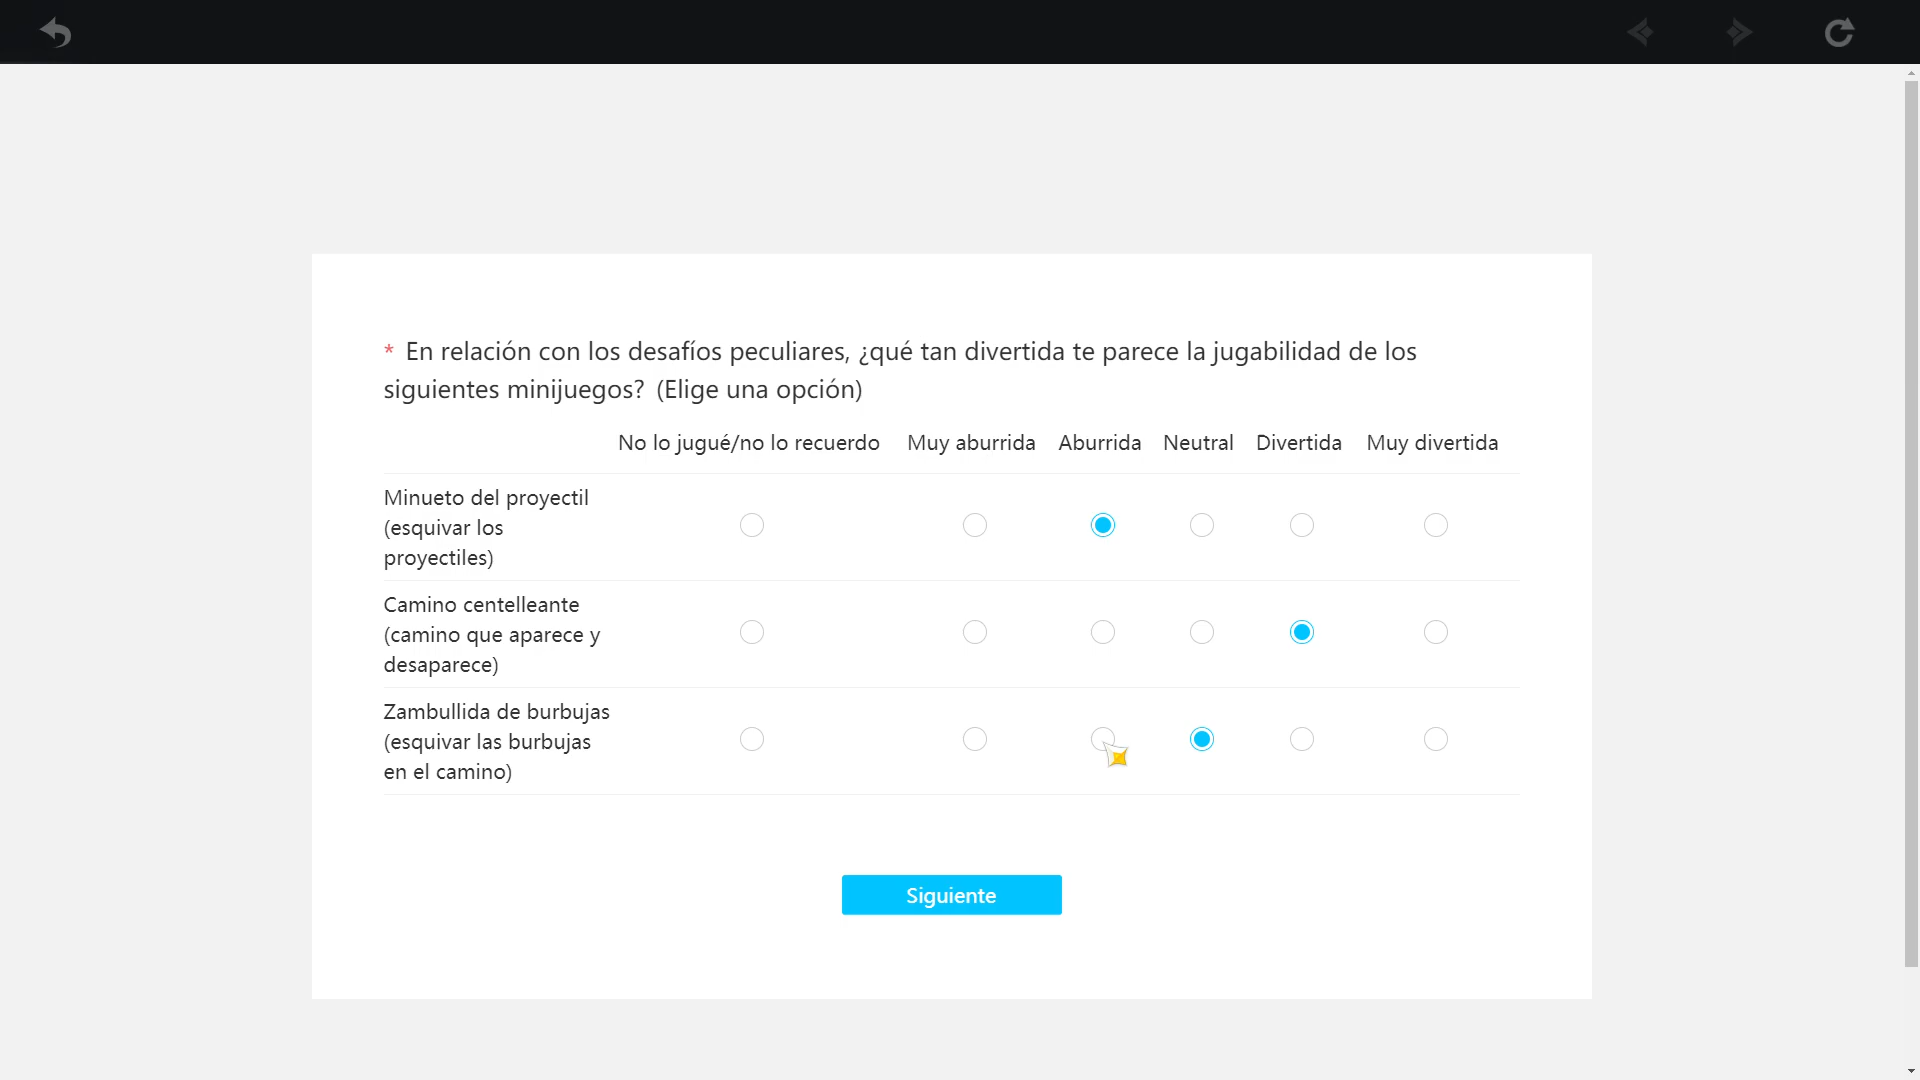 * En relación con los desafíos peculiares, ¿qué tan divertida te parece la jugabilidad de los
siguientes minijuegos? (Elige una opción)
No lo jugué/no lo recuerdo Muy aburrida Aburrida Neutral Divertida Muy divertida
Minueto del proyectil
(esquivar los
proyectiles)
Camino centelleante
(camino que aparece y
desaparece)
Zambullida de burbujas
(esquivar las burbujas
en el camino)
Siguiente